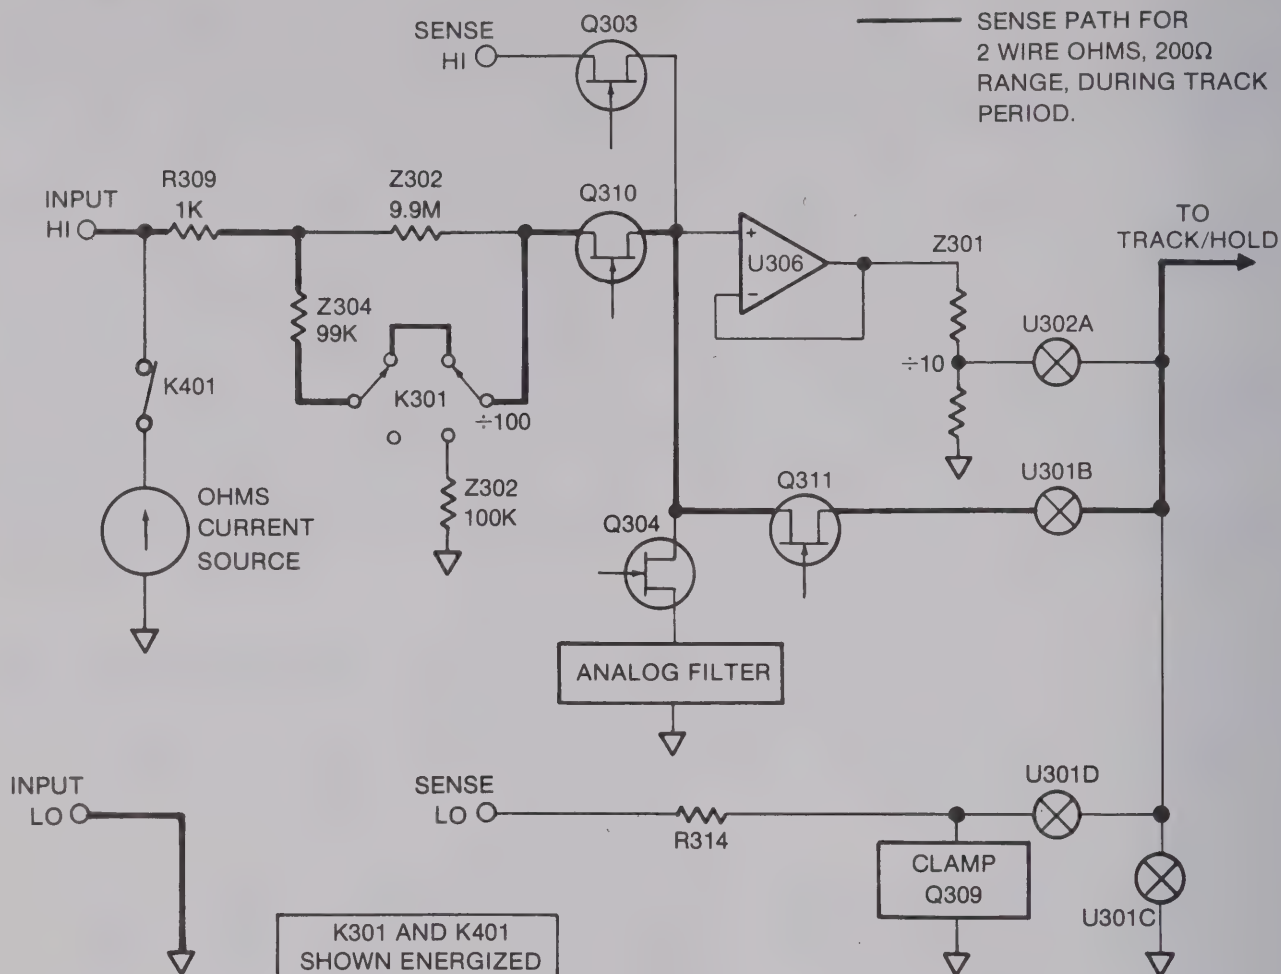 SENSE PATH FOR
2 WIRE OHMS, 200Ω
RANGE, DURING TRACK
PERIOD.
Q303
SENSE
HI
INPUT
HI
R309
1K
Z302
9.9M
Q310
TO
TRACK/HOLD
+
U306
−
Z301
Z304
99K
U302A
÷10
K401
K301
÷100
U301B
Q311
OHMS
CURRENT
SOURCE
Z302
100K
Q304
ANALOG FILTER
INPUT
LO
SENSE
LO
U301D
R314
CLAMP
Q309
U301C
K301 AND K401
SHOWN ENERGIZED